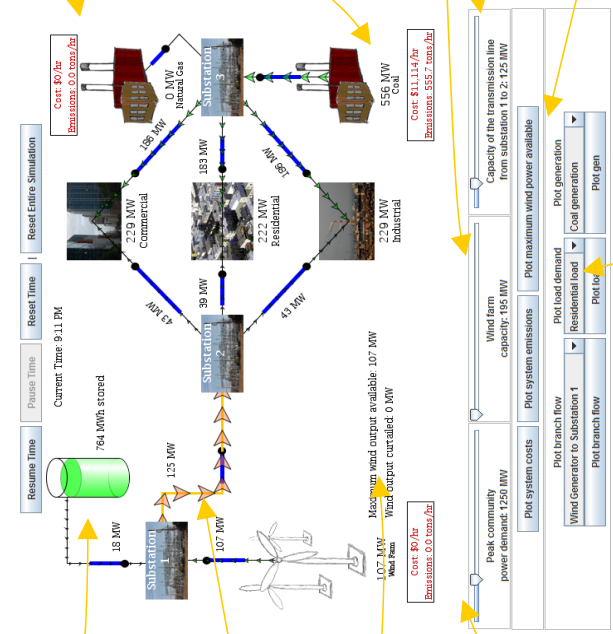 Resume Time
Pause Time
Reset Time
Reset Entire Simulation
Current Time: 9:11 PM
764 MWh stored
18 MW
Substation
1
125 MW
107 MW
107 MW
Wind Farm
Cost: $0/hr
Emissions: 0.0 tons/hr
Maximum wind output available: 107 MW
Wind output curtailed: 0 MW
Substation
2
43 MW
39 MW
43 MW
229 MW
Commercial
222 MW
Residential
229 MW
Industrial
186 MW
183 MW
186 MW
Substation
3
0 MW
Natural Gas
Cost: $0/hr
Emissions: 0.0 tons/hr
556 MW
Coal
Cost: $11,114/hr
Emissions: 555.7 tons/hr
Peak community
power demand: 1250 MW
Wind farm
capacity: 195 MW
Capacity of the transmission line
from substation 1 to 2: 125 MW
Plot system costs
Plot system emissions
Plot maximum wind power available
Plot branch flow
Plot load demand
Plot generation
Wind Generator to Substation 1
Residential load
Coal generation
Plot branch flow
Plot loa
Plot gen